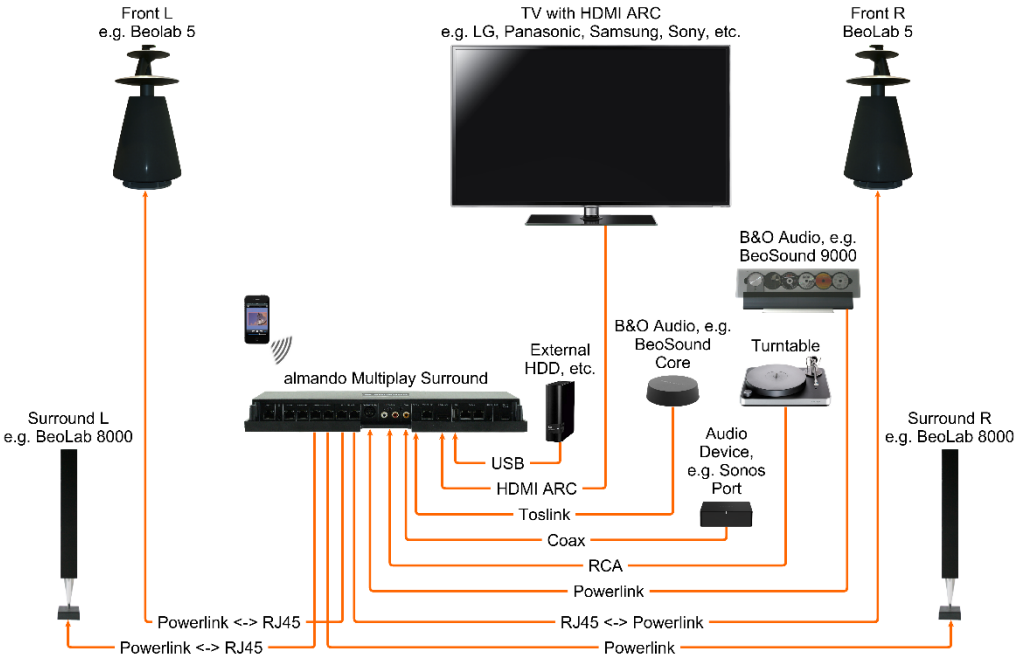 Front L
e.g. Beolab 5
TV with HDMI ARC
e.g. LG, Panasonic, Samsung, Sony, etc.
Front R
BeoLab 5
B&O Audio, e.g.
BeoSound 9000
B&O Audio, e.g.
BeoSound
Core
Turntable
External
HDD, etc.
almando Multiplay Surround
Surround L
e.g. BeoLab 8000
Audio
Device,
e.g. Sonos
Port
Surround R
e.g. BeoLab 8000
USB
HDMI ARC
Toslink
Coax
RCA
Powerlink
Powerlink <-> RJ45
RJ45 <-> Powerlink
Powerlink <-> RJ45
Powerlink